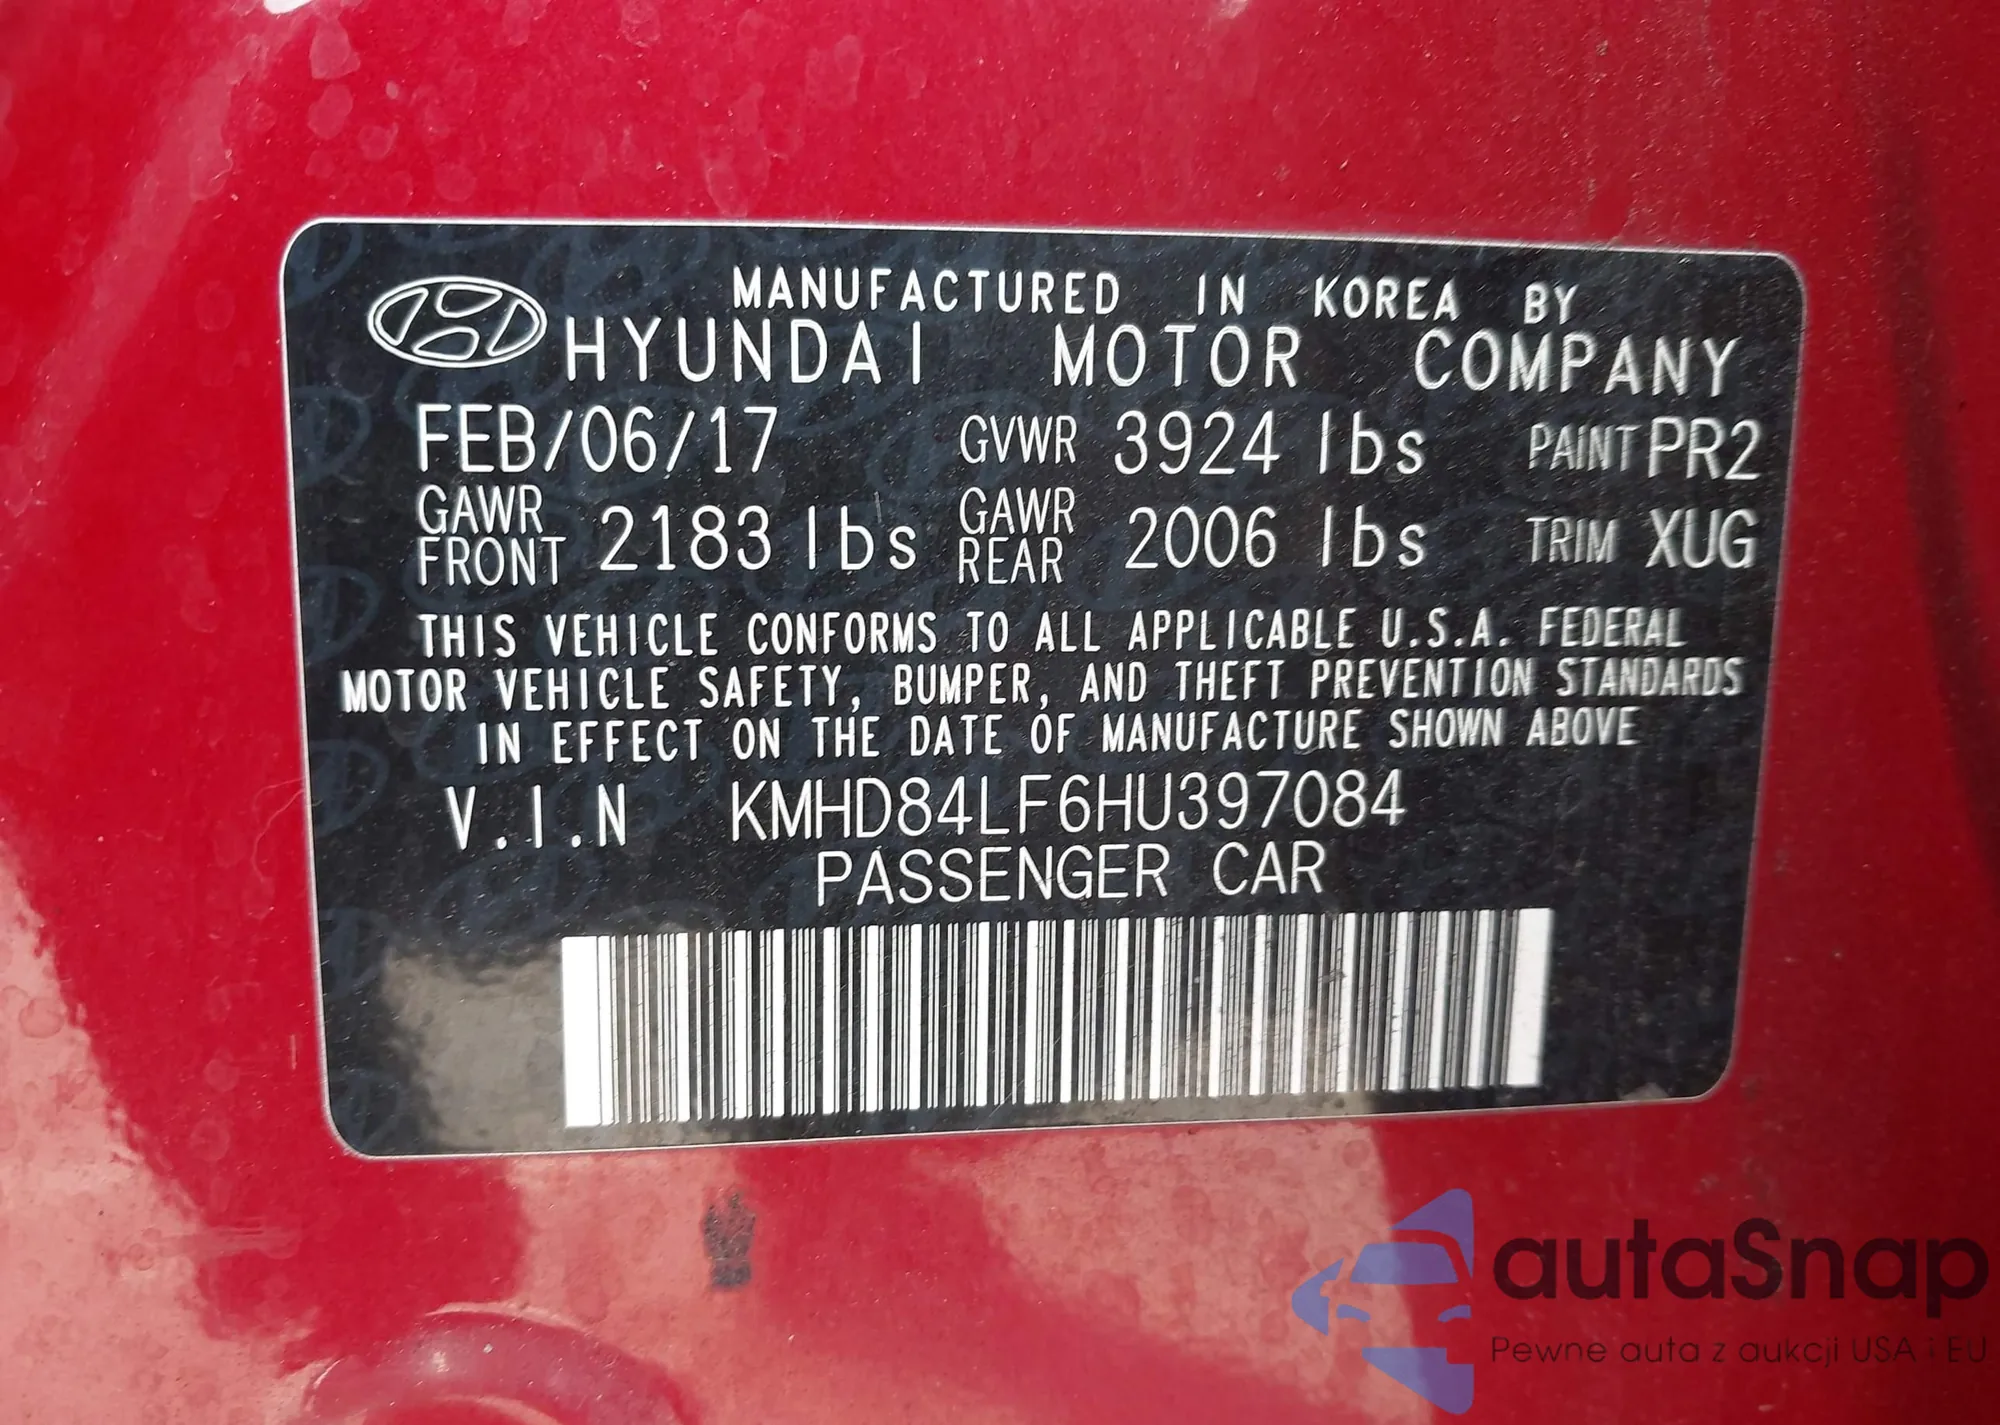 MANUFACTURED IN KOREA BY
HYUNDAI MOTOR COMPANY
FEB/06/17 GVWR 3924 lbs PAINT PR2
GAWR FRONT 2183 lbs GAWR REAR 2006 lbs TRIM XUG
THIS VEHICLE CONFORMS TO ALL APPLICABLE U.S.A. FEDERAL
MOTOR VEHICLE SAFETY, BUMPER, AND THEFT PREVENTION STANDARDS
IN EFFECT ON THE DATE OF MANUFACTURE SHOWN ABOVE
V.I.N KMHD84LF6HU397084
PASSENGER CAR
autaSnap
Pewne auta z aukcji USA i EU